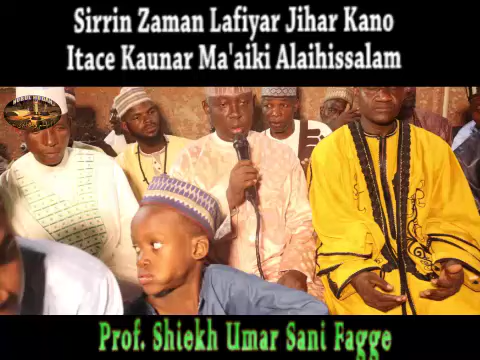 Sirrin Zaman Lafiyar Jihar Kano
Itace Kaunar Ma'aiki Alaihissalam
Prof. Shiekh Umar Sani Fagge